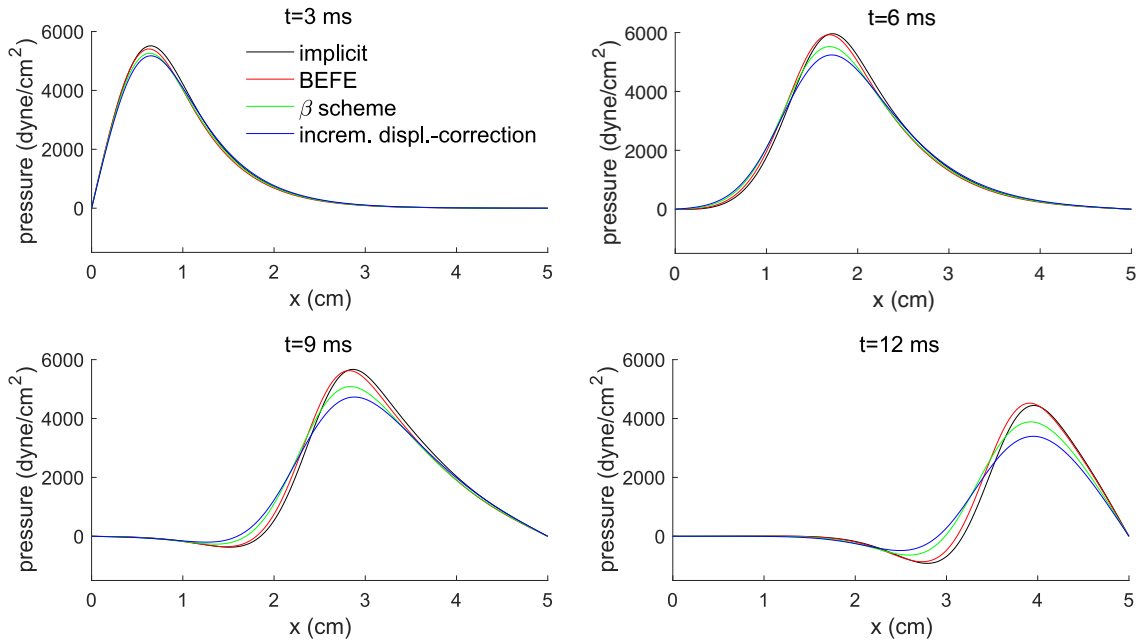 t=3 ms
6000
4000
2000
0
pressure (dyne/cm²)
0 1 2 3 4 5
x (cm)
implicit
BEFE
β scheme
increm. displ.-correction
t=6 ms
6000
4000
2000
0
pressure (dyne/cm²)
0 1 2 3 4 5
x (cm)
t=9 ms
6000
4000
2000
0
pressure (dyne/cm²)
0 1 2 3 4 5
x (cm)
t=12 ms
6000
4000
2000
0
pressure (dyne/cm²)
0 1 2 3 4 5
x (cm)